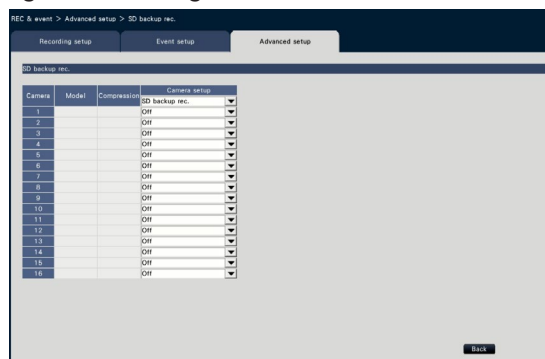 REC & event > Advanced setup > SD backup rec.
Recording setup Event setup Advanced setup
SD backup rec.
Camera Model Compression Camera setup
SD backup rec.
1 Off
2 Off
3 Off
4 Off
5 Off
6 Off
7 Off
8 Off
9 Off
10 Off
11 Off
12 Off
13 Off
14 Off
15 Off
16 Off
Back